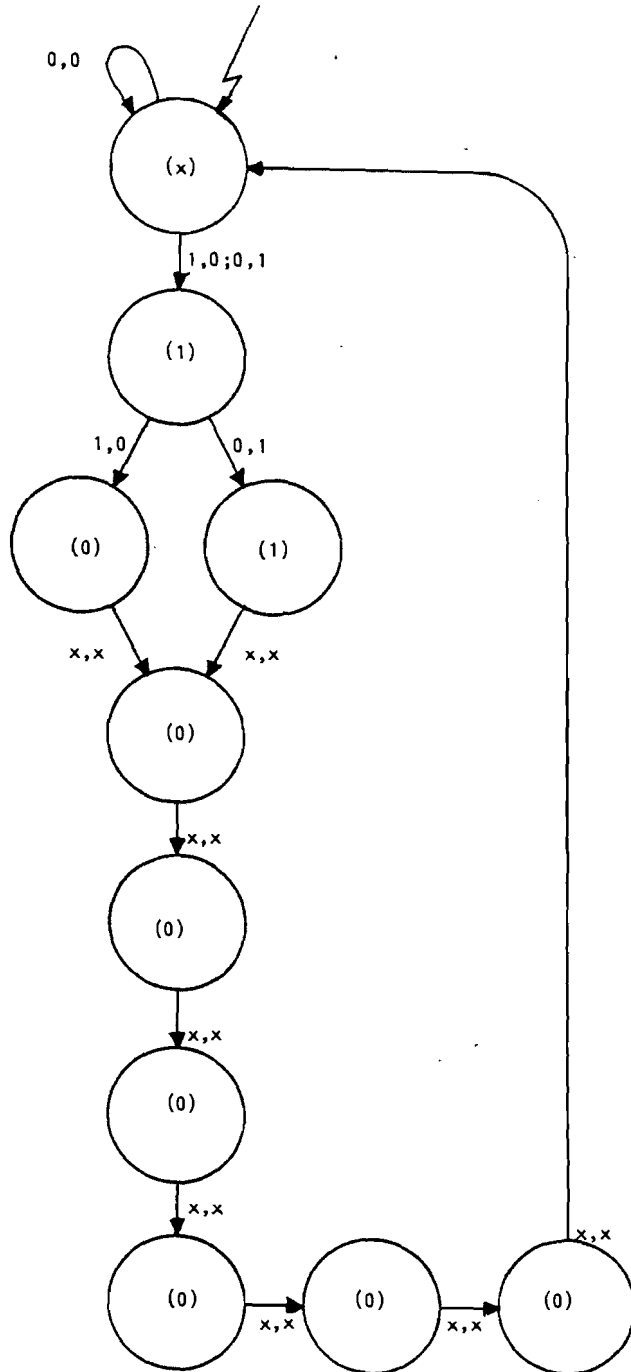 0,0
(x)
1,0;0,1
(1)
1,0 0,1
(0) (1)
x,x x,x
(0)
x,x
(0)
x,x
(0)
x,x
x,x
(0) (0) (0)
x,x x,x